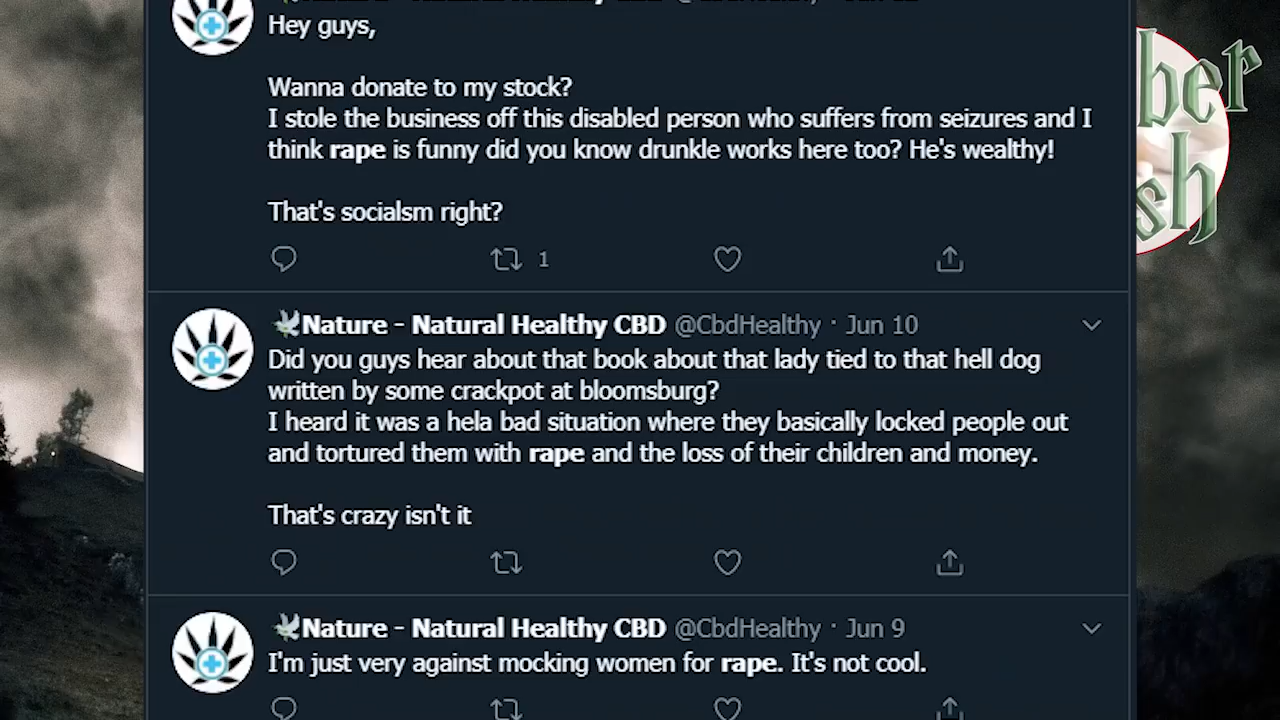 Hey guys,
Wanna donate to my stock?
I stole the business off this disabled person who suffers from seizures and I
think rape is funny did you know drunkle works here too? He's wealthy!
That's socialsm right?
1
Nature - Natural Healthy CBD @CbdHealthy · Jun 10
Did you guys hear about that book about that lady tied to that hell dog
written by some crackpot at bloomsburg?
I heard it was a hela bad situation where they basically locked people out
and tortured them with rape and the loss of their children and money.
That's crazy isn't it
Nature - Natural Healthy CBD @CbdHealthy · Jun 9
I'm just very against mocking women for rape. It's not cool.
ber
sh